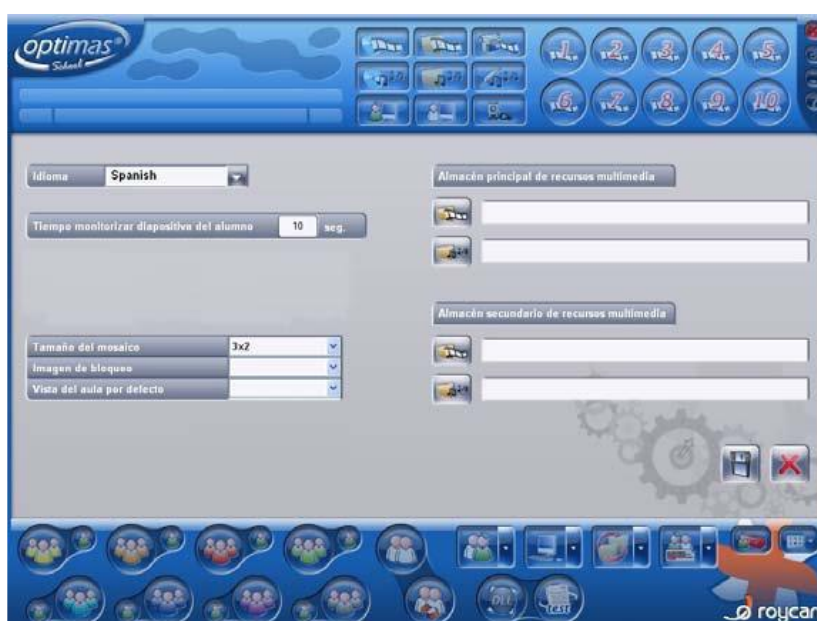 optimas®
School
1 2 3 4 5
6 7 8 9 10
Idioma Spanish
Almacén principal de recursos multimedia
Tiempo monitorizar diapositiva del alumno 10 seg.
Almacén secundario de recursos multimedia
Tamaño del mosaico 3x2
Imagen de bloqueo
Vista del aula por defecto
DLL
test
roycan